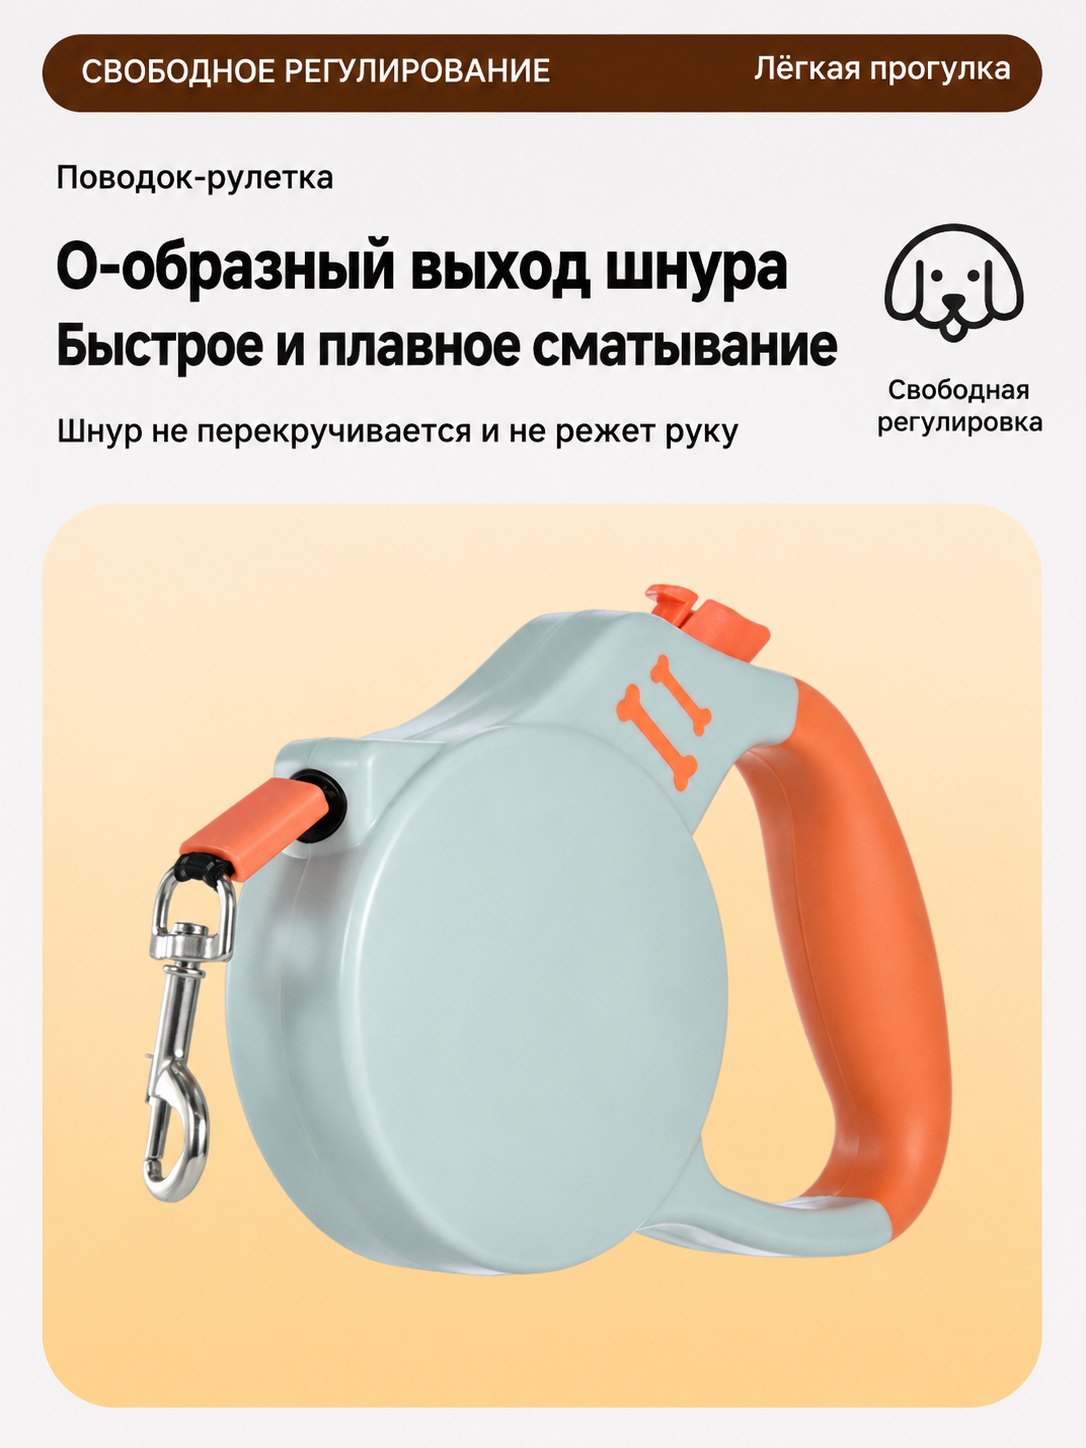 СВОБОДНОЕ РЕГУЛИРОВАНИЕ
Лёгкая прогулка
Поводок-рулетка
О-образный выход шнура
Быстрое и плавное сматывание
Шнур не перекручивается и не режет руку
Свободная
регулировка